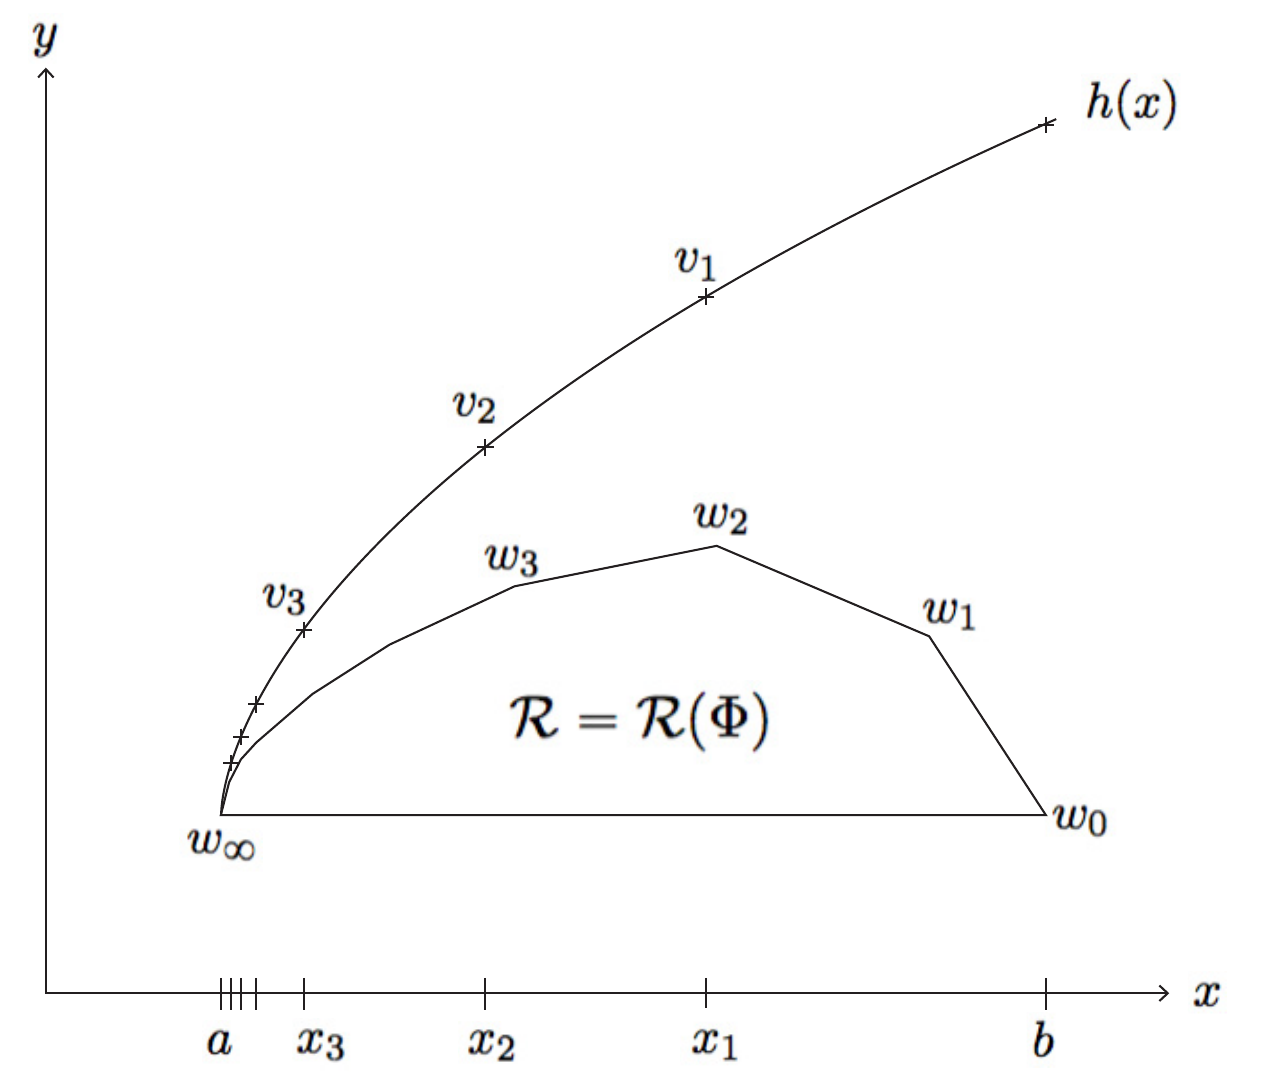 y
h(x)
v₁
v₂
w₂
w₃
v₃
w₁
ℛ = ℛ(Φ)
w∞
w₀
x
a x₃ x₂ x₁ b